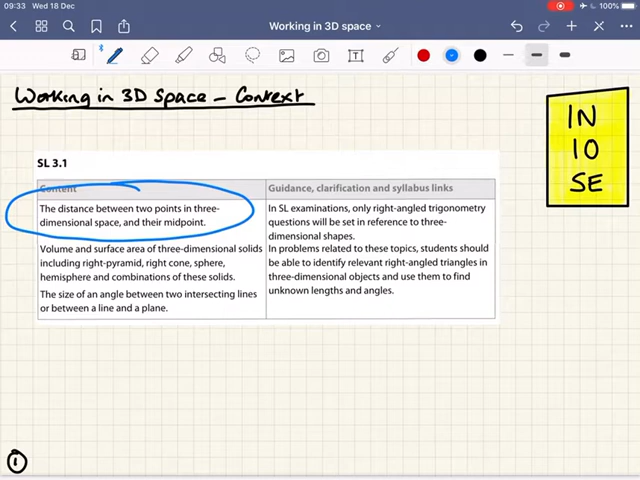 09:33 Wed 18 Dec
100%
Working in 3D space
T
Working in 3D Space – Context
IN
10
SE
SL 3.1
Content
Guidance, clarification and syllabus links
The distance between two points in three-
dimensional space, and their midpoint.
Volume and surface area of three-dimensional solids
including right-pyramid, right cone, sphere,
hemisphere and combinations of these solids.
The size of an angle between two intersecting lines
or between a line and a plane.
In SL examinations, only right-angled trigonometry
questions will be set in reference to three-
dimensional shapes.
In problems related to these topics, students should
be able to identify relevant right-angled triangles in
three-dimensional objects and use them to find
unknown lengths and angles.
1